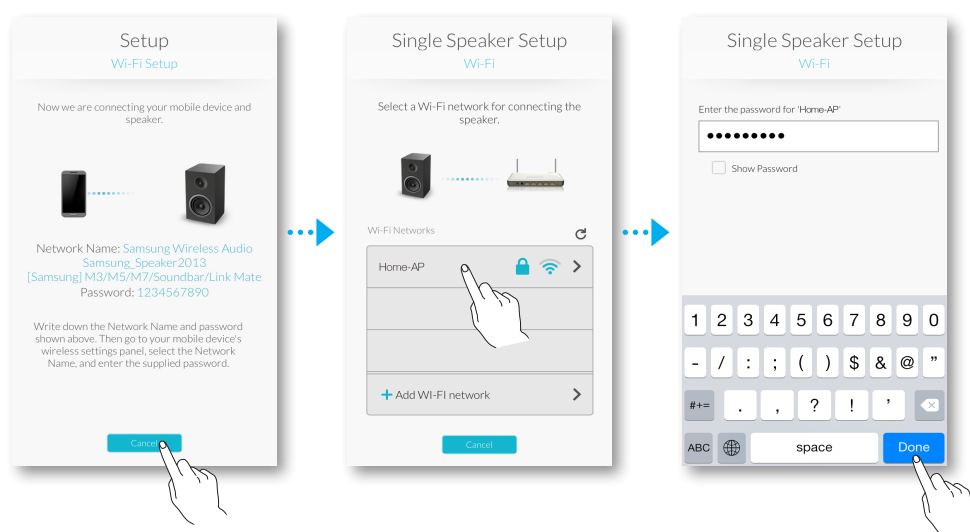 Setup
Wi-Fi Setup
Now we are connecting your mobile device and
speaker.
Network Name: Samsung Wireless Audio
Samsung_Speaker2013
[Samsung] M3/M5/M7/Soundbar/Link Mate
Password: 1234567890
Write down the Network Name and password
shown above. Then go to your mobile device's
wireless settings panel, select the Network
Name, and enter the supplied password.
Cancel
Single Speaker Setup
Wi-Fi
Select a Wi-Fi network for connecting the
speaker.
Wi-Fi Networks
Home-AP
+ Add WI-FI network
Cancel
Single Speaker Setup
Wi-Fi
Enter the password for 'Home-AP'
●●●●●●●●●
Show Password
1 2 3 4 5 6 7 8 9 0
- / : ; ( ) $ & @ "
#+= . , ? ! '
ABC space Done